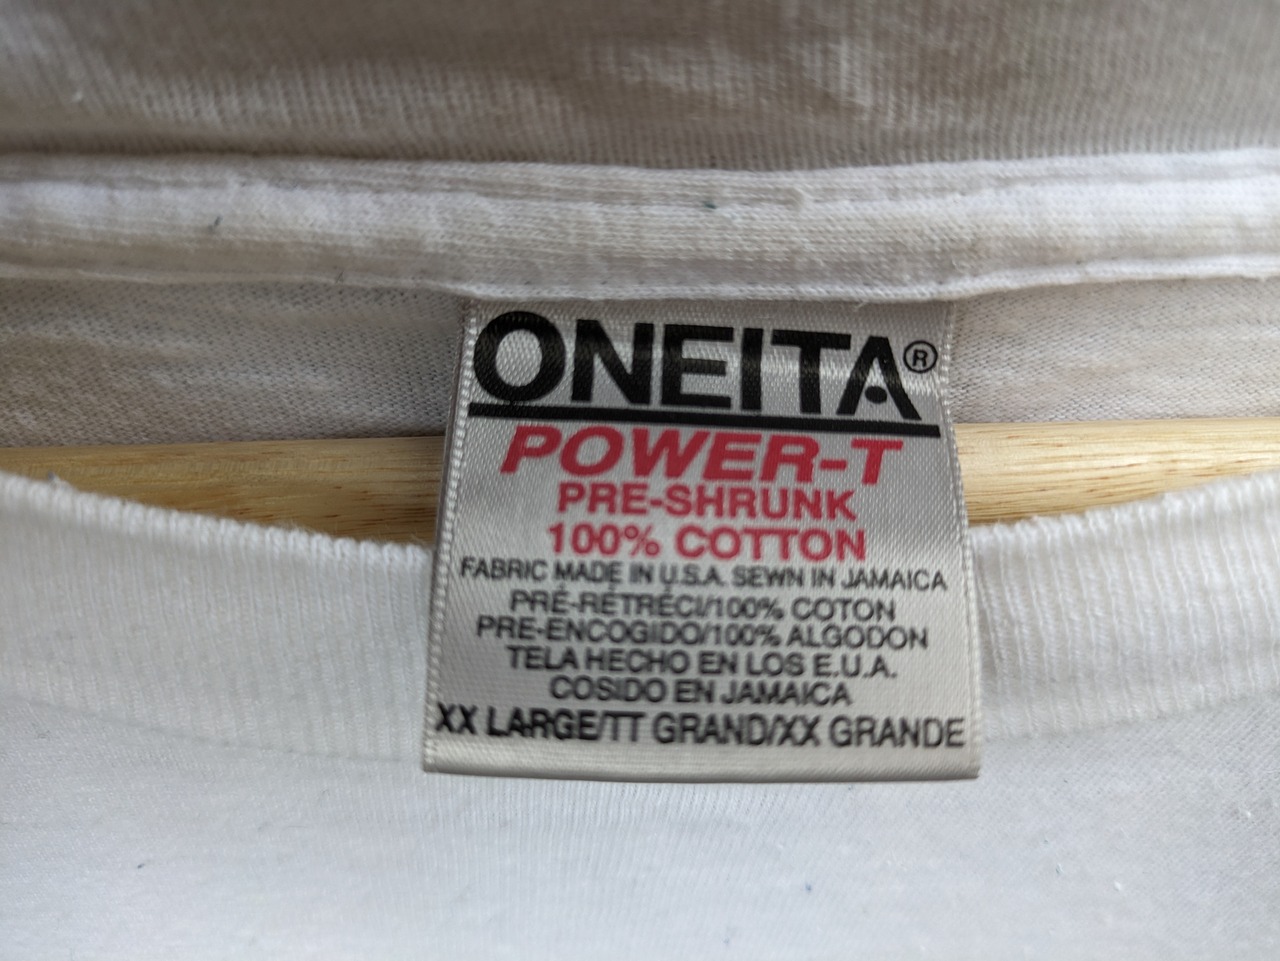 ONEITA®
POWER-T
PRE-SHRUNK
100% COTTON
FABRIC MADE IN U.S.A. SEWN IN JAMAICA
PRÉ-RÉTRÉCI/100% COTON
PRE-ENCOGIDO/100% ALGODON
TELA HECHO EN LOS E.U.A.
COSIDO EN JAMAICA
XX LARGE/TT GRAND/XX GRANDE